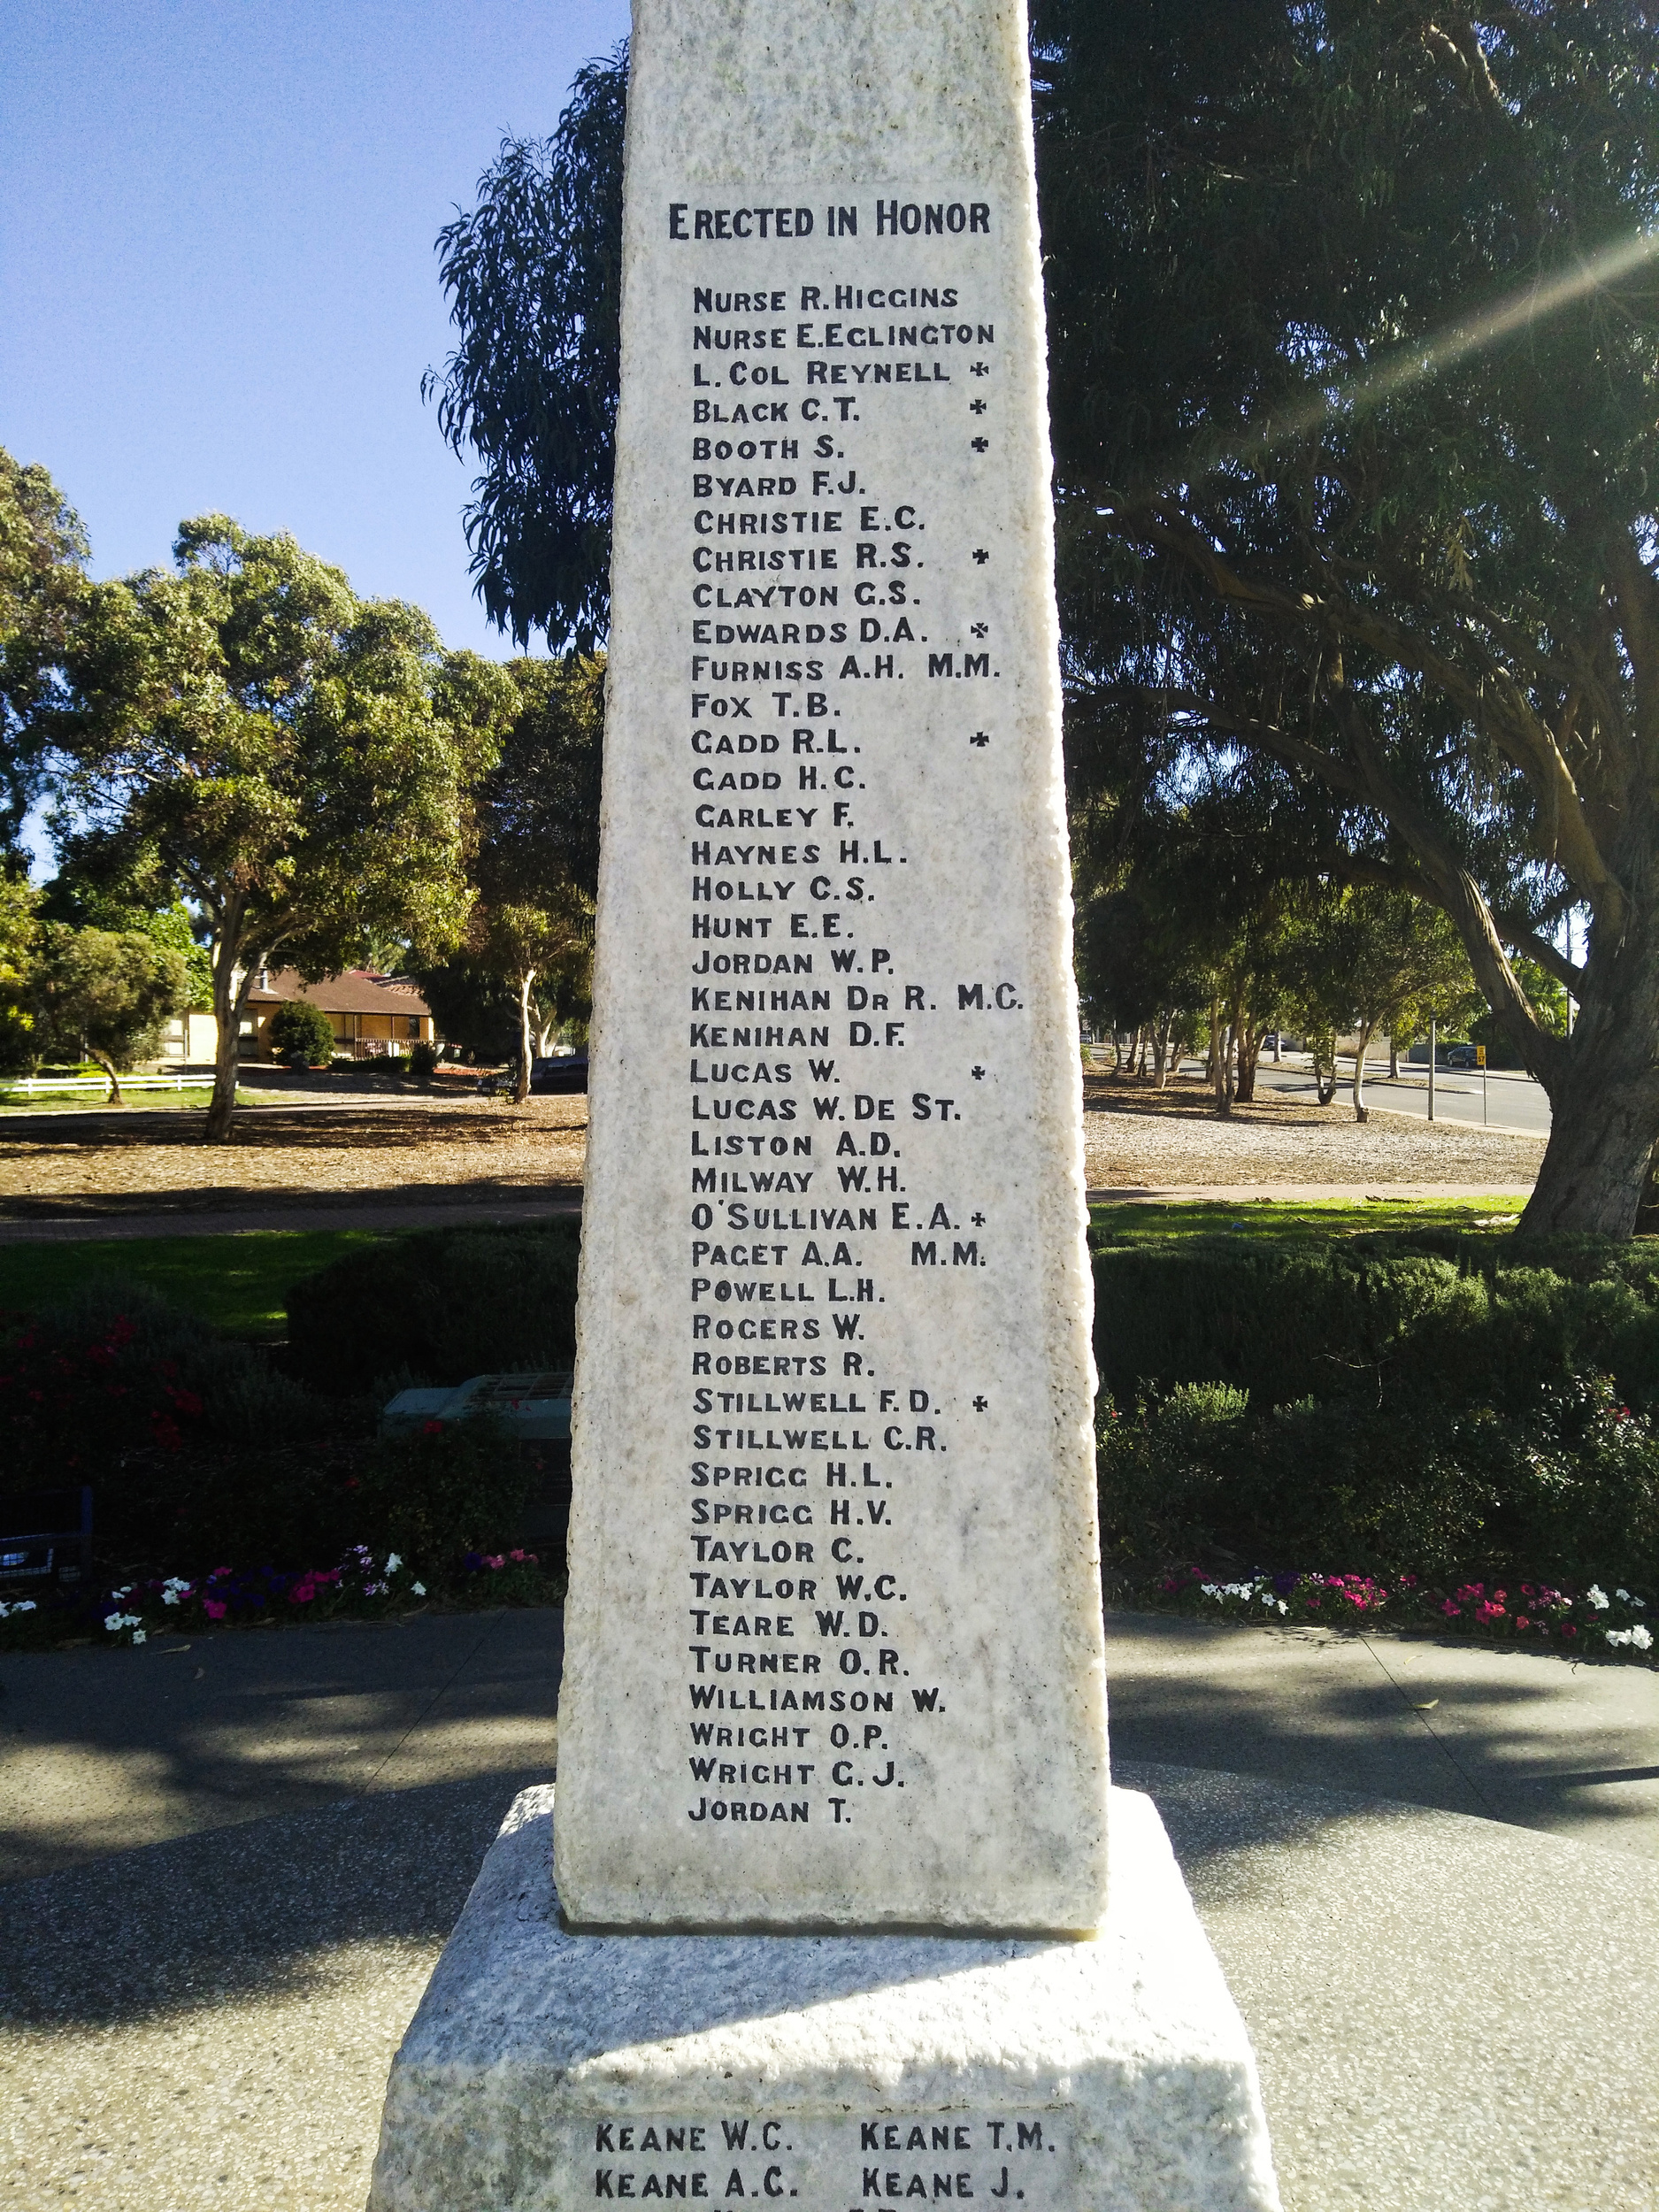 ERECTED IN HONOR
NURSE R. HIGGINS
NURSE E. EGLINGTON
L. COL REYNELL ✠
BLACK C.T. ✠
BOOTH S. ✠
BYARD F.J.
CHRISTIE E.C.
CHRISTIE R.S. ✠
CLAYTON G.S.
EDWARDS D.A. ✠
FURNISS A.H. M.M.
FOX T.B.
GADD R.L. ✠
GADD H.C.
GARLEY F.
HAYNES H.L.
HOLLY C.S.
HUNT E.E.
JORDAN W.P.
KENIHAN DR R. M.C.
KENIHAN D.F.
LUCAS W. ✠
LUCAS W. DE ST.
LISTON A.D.
MILWAY W.H.
O'SULLIVAN E.A. ✠
PAGET A.A. M.M.
POWELL L.H.
ROGERS W.
ROBERTS R.
STILLWELL F.D. ✠
STILLWELL C.R.
SPRIGG H.L.
SPRIGG H.V.
TAYLOR C.
TAYLOR W.C.
TEARE W.D.
TURNER O.R.
WILLIAMSON W.
WRIGHT O.P.
WRIGHT G.J.
JORDAN T.
KEANE W.C. KEANE T.M.
KEANE A.C. KEANE J.